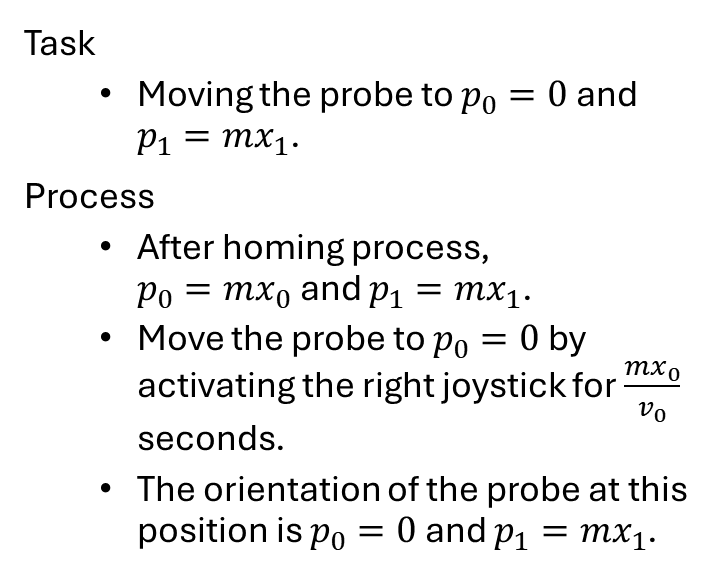 Task
• Moving the probe to p₀ = 0 and
p₁ = mx₁.
Process
• After homing process,
p₀ = mx₀ and p₁ = mx₁.
• Move the probe to p₀ = 0 by
activating the right joystick for mx₀/v₀
seconds.
• The orientation of the probe at this
position is p₀ = 0 and p₁ = mx₁.